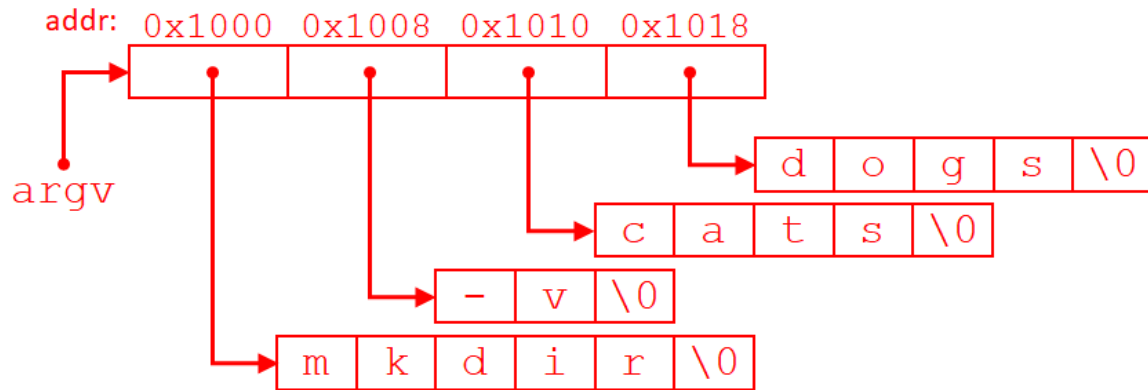 addr: 0x1000 0x1008 0x1010 0x1018
d o g s \0
argv
c a t s \0
- v \0
m k d i r \0